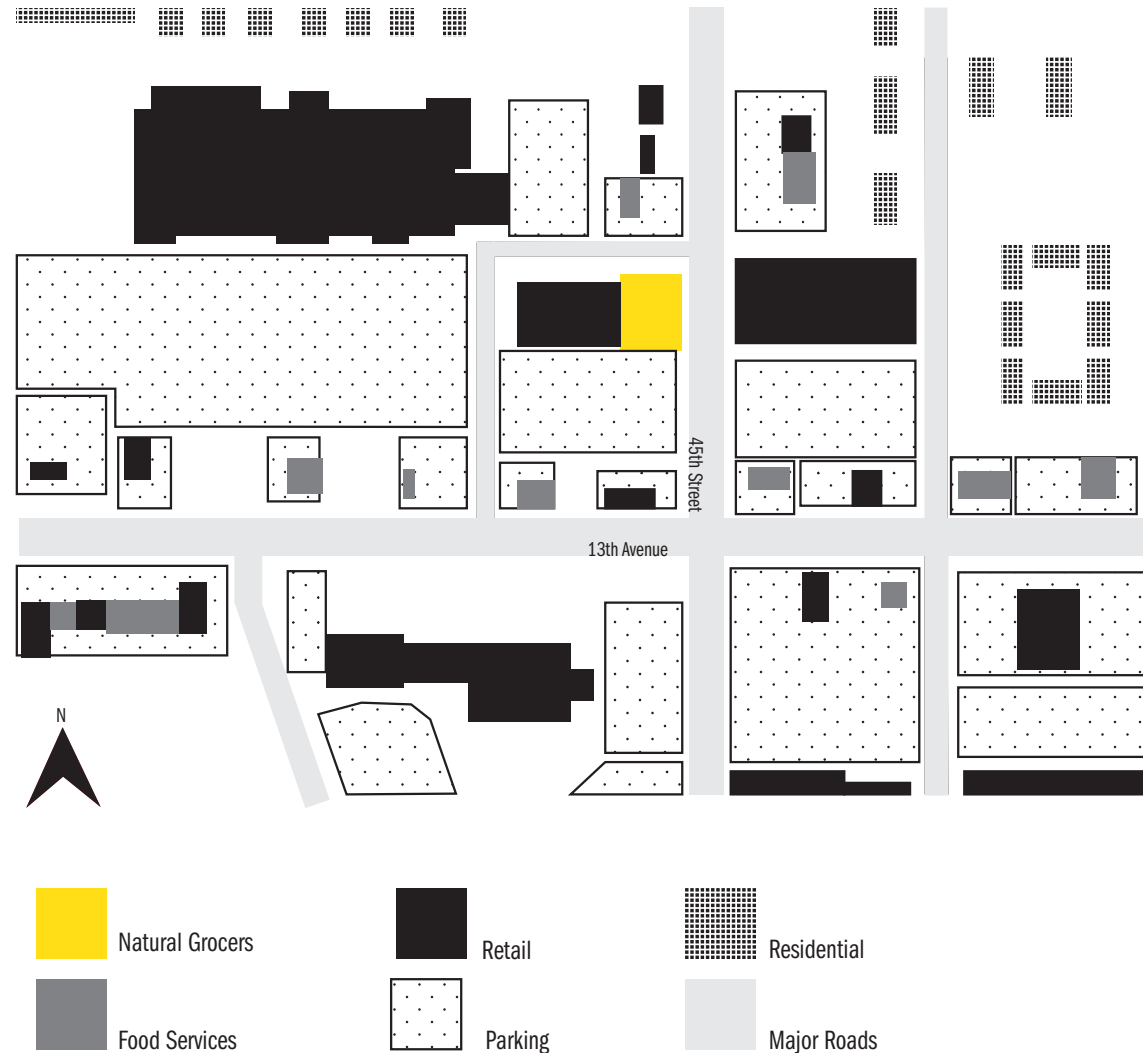 45th Street
13th Avenue
N
Natural Grocers
Retail
Residential
Food Services
Parking
Major Roads